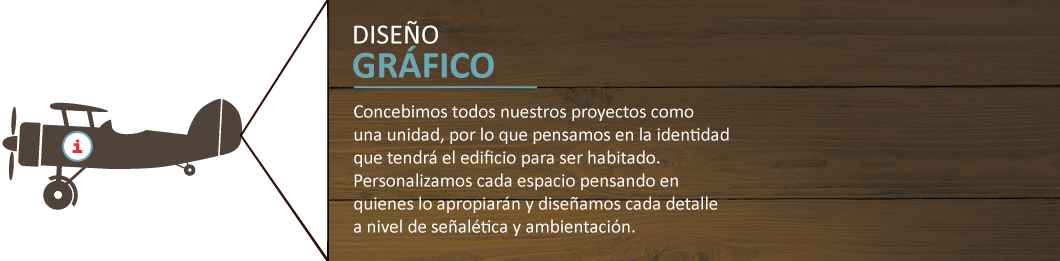 DISEÑO
GRÁFICO
i
Concebimos todos nuestros proyectos como
una unidad, por lo que pensamos en la identidad
que tendrá el edificio para ser habitado.
Personalizamos cada espacio pensando en
quienes lo apropiarán y diseñamos cada detalle
a nivel de señalética y ambientación.